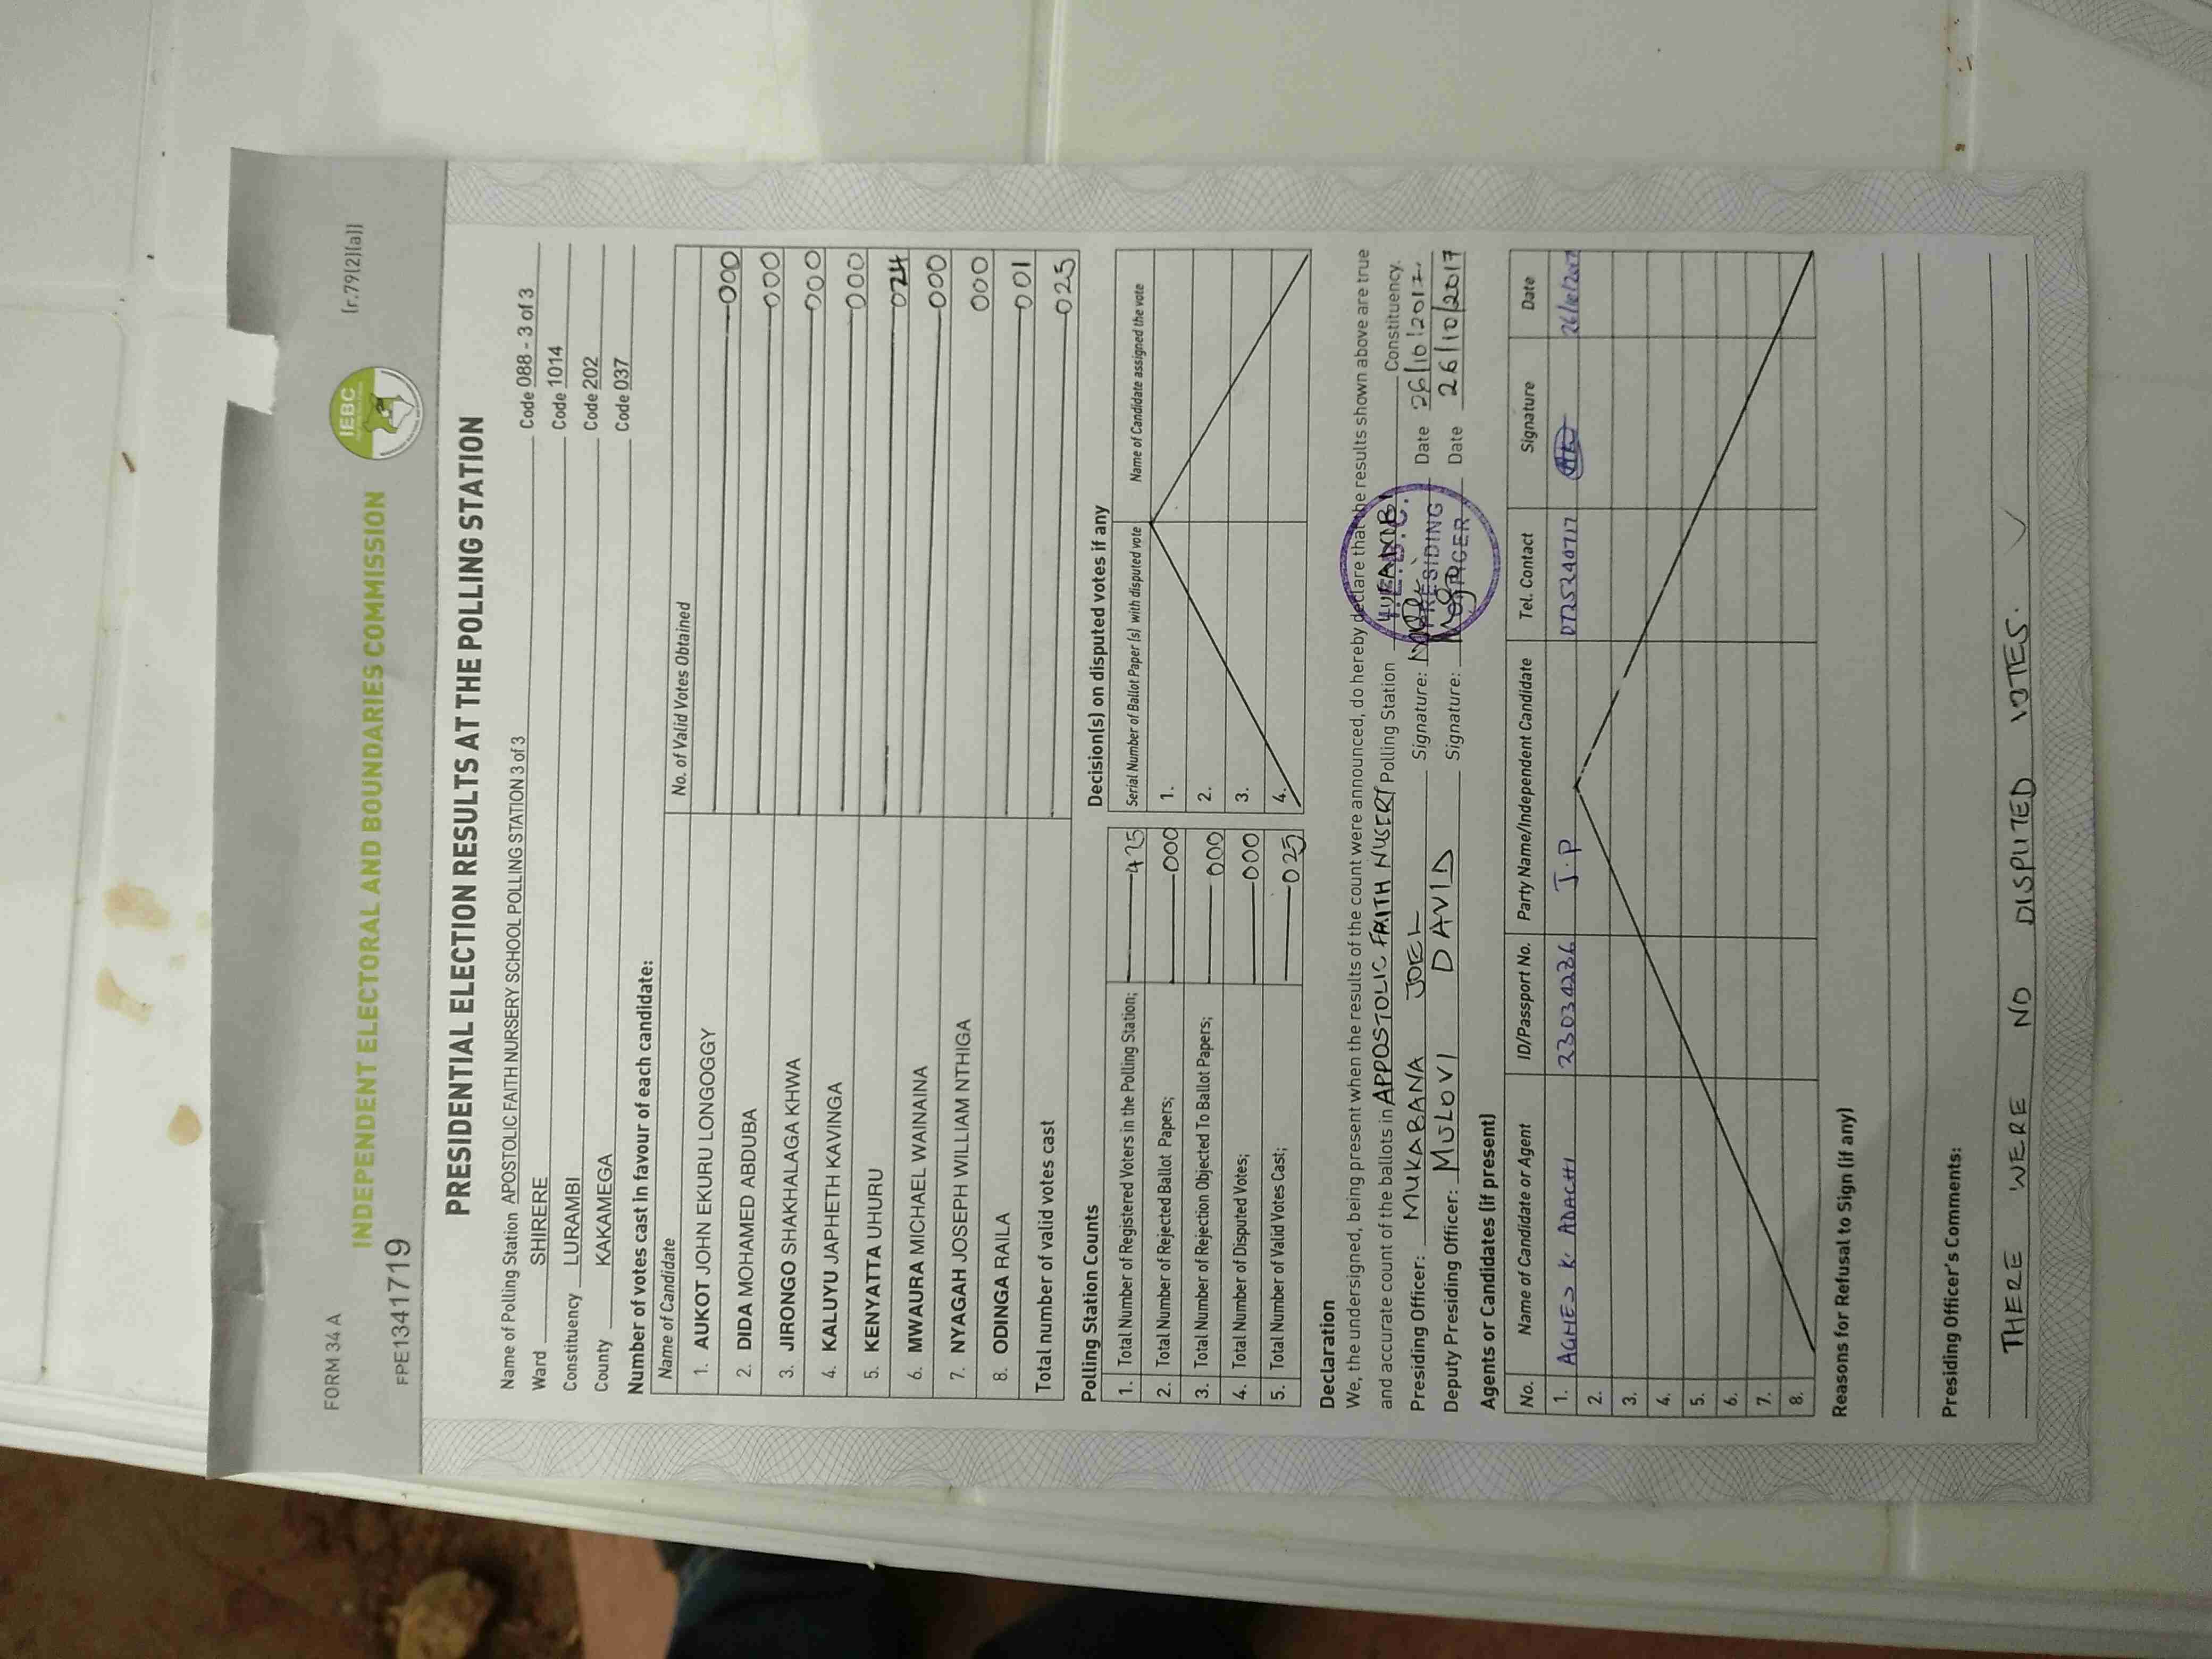 FORM 34 A
[r.79(2)(a)]
INDEPENDENT ELECTORAL AND BOUNDARIES COMMISSION
IEBC
FPE1341719
PRESIDENTIAL ELECTION RESULTS AT THE POLLING STATION
Name of Polling Station APOSTOLIC FAITH NURSERY SCHOOL POLLING STATION 3 of 3 Code 088 - 3 of 3
Ward SHIRERE Code 1014
Constituency LURAMBI Code 202
County KAKAMEGA Code 037
Number of votes cast in favour of each candidate:
Name of Candidate No. of Valid Votes Obtained
1. AUKOT JOHN EKURU LONGOGGY 000
2. DIDA MOHAMED ABDUBA 000
3. JIRONGO SHAKHALAGA KHWA 000
4. KALUYU JAPHETH KAVINGA 000
5. KENYATTA UHURU 024
6. MWAURA MICHAEL WAINAINA 000
7. NYAGAH JOSEPH WILLIAM NTHIGA 000
8. ODINGA RAILA 001
Total number of valid votes cast 025
Polling Station Counts
1. Total Number of Registered Voters in the Polling Station;
2. Total Number of Rejected Ballot Papers; 000
3. Total Number of Rejection Objected To Ballot Papers; 000
4. Total Number of Disputed Votes; 000
5. Total Number of Valid Votes Cast; 025
Decision(s) on disputed votes if any
Serial Number of Ballot Paper (s) with disputed vote Name of Candidate assigned the vote
1.
2.
3.
4.
Declaration
We, the undersigned, being present when the results of the count were announced, do hereby declare that the results shown above are true
and accurate count of the ballots in APPOSTOLIC FAITH NUSERY Polling Station LURAMBI Constituency.
Presiding Officer: MUKABANA JOEL Signature: Date 26/10/2017.
Deputy Presiding Officer: MULOVI DAVID Signature: Date 26/10/2017
PRESIDING
Agents or Candidates (if present)
No. Name of Candidate or Agent ID/Passport No. Party Name/Independent Candidate Tel. Contact Signature Date
1. AGNES K. ADACHI 23034236 J.P 0725240717 26/10/2017
2.
3.
4.
5.
6.
7.
8.
Reasons for Refusal to Sign (if any)
Presiding Officer's Comments:
THERE WERE NO DISPUTED VOTES.